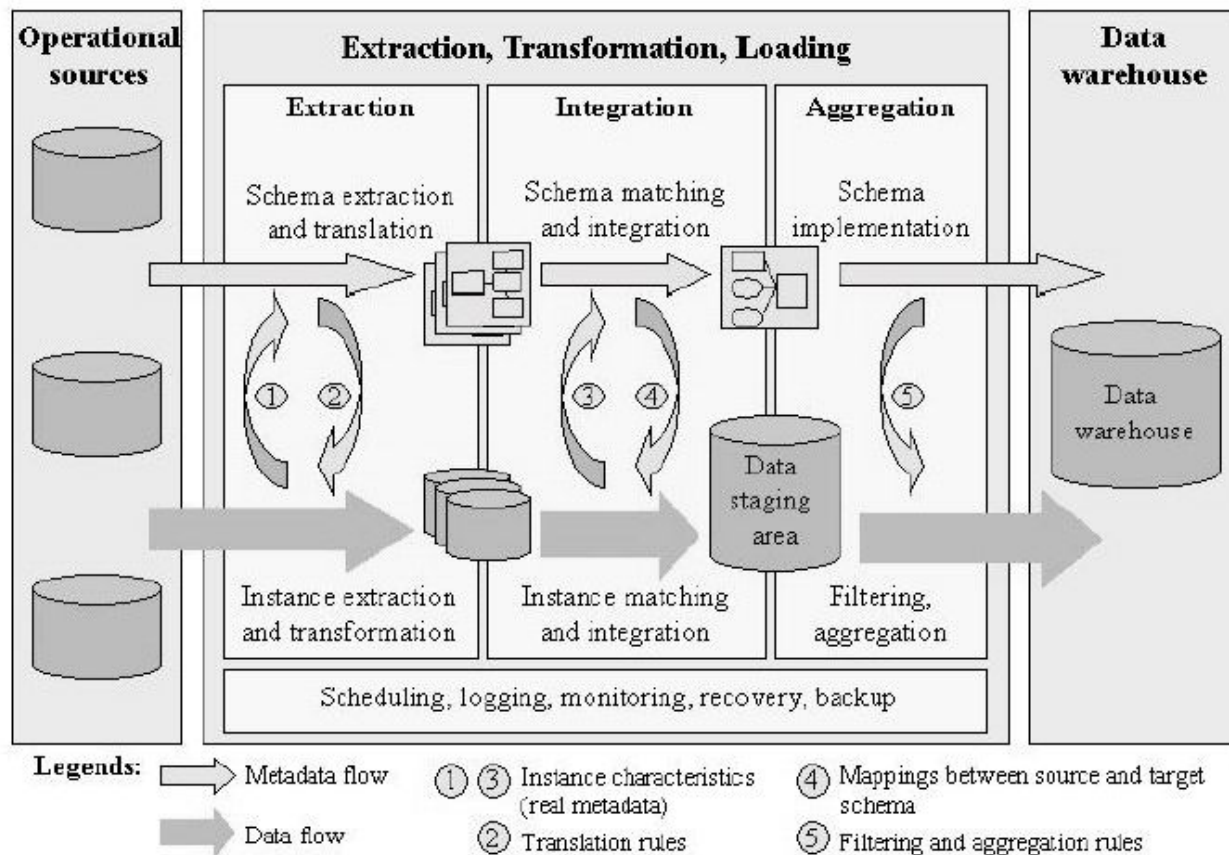 Operational
sources
Extraction, Transformation, Loading
Data
warehouse
Extraction
Integration
Aggregation
Schema extraction
and translation
Schema matching
and integration
Schema
implementation
1
2
3
4
5
Data
warehouse
Data
staging
area
Instance extraction
and transformation
Instance matching
and integration
Filtering,
aggregation
Scheduling, logging, monitoring, recovery, backup
Legends:
Metadata flow
1 3 Instance characteristics
(real metadata)
4 Mappings between source and target
schema
Data flow
2 Translation rules
5 Filtering and aggregation rules